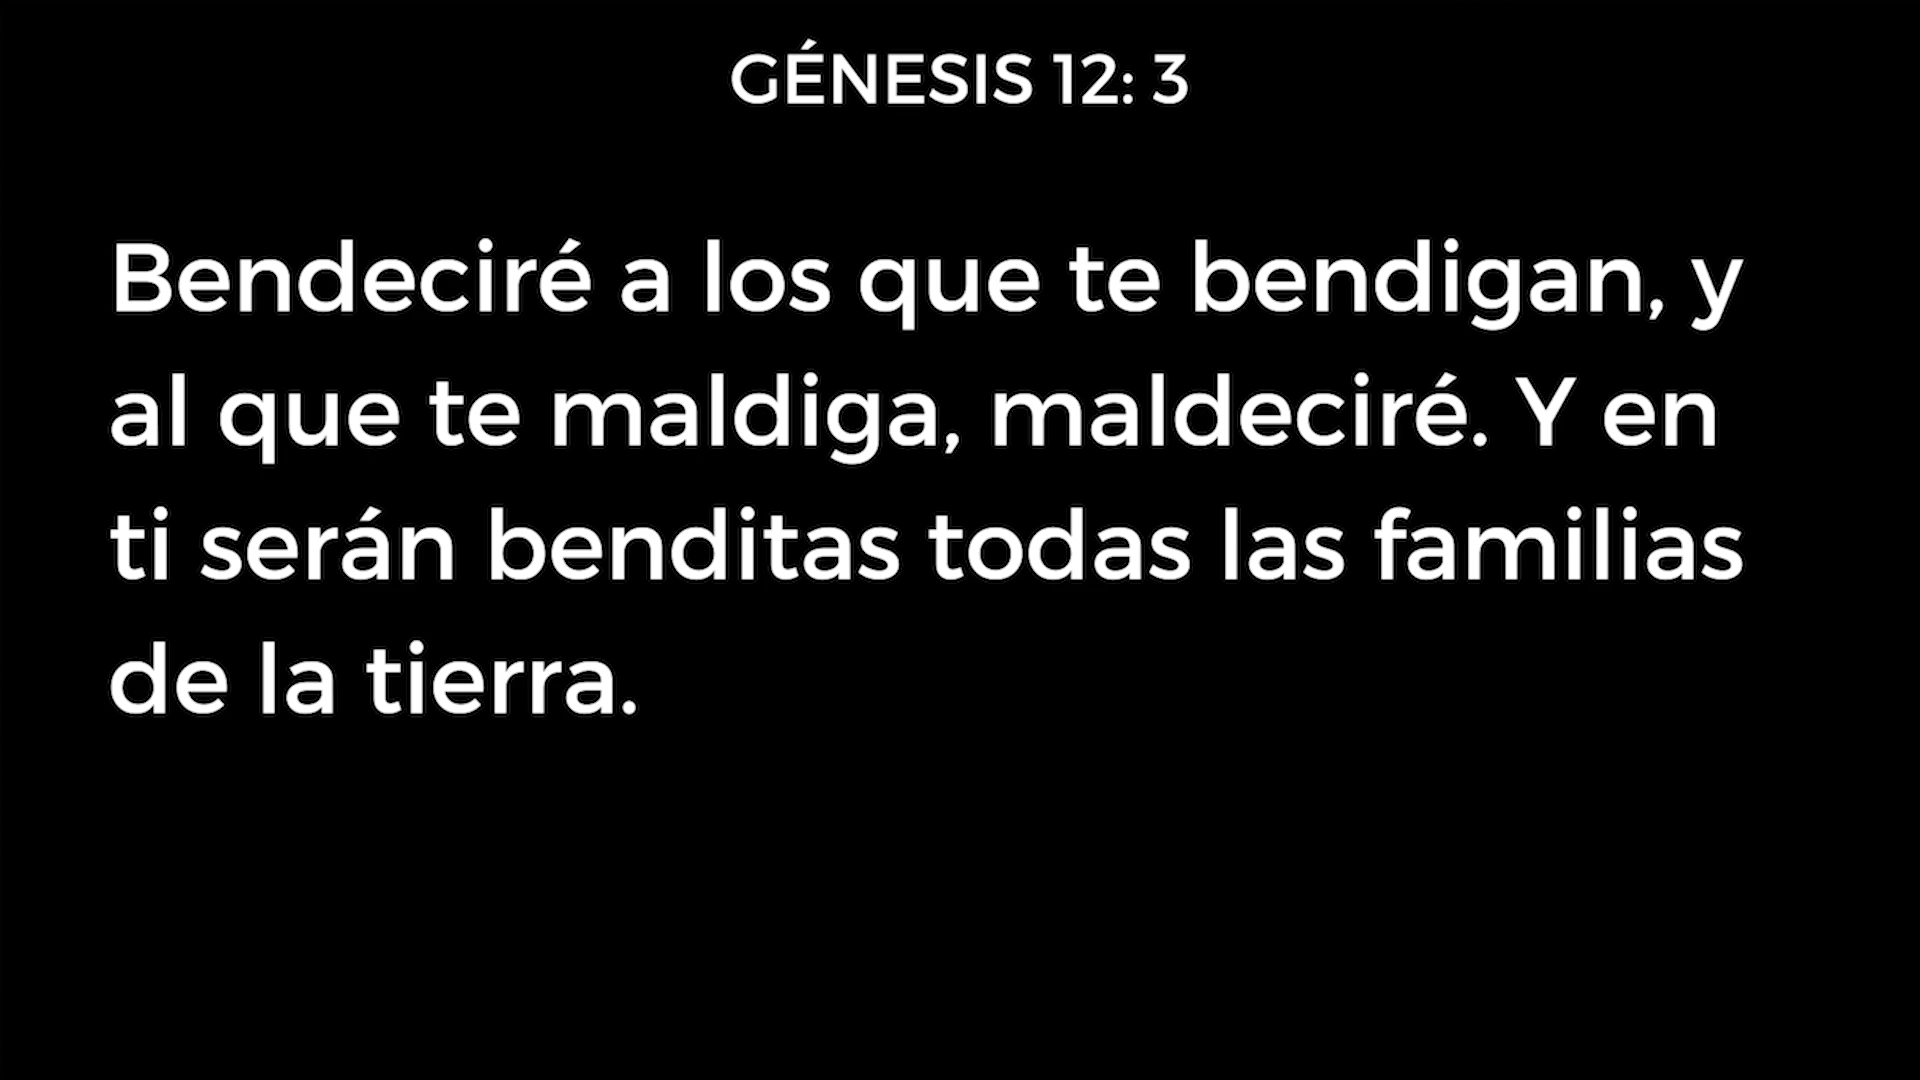 GÉNESIS 12: 3
Bendeciré a los que te bendigan, y
al que te maldiga, maldeciré. Y en
ti serán benditas todas las familias
de la tierra.